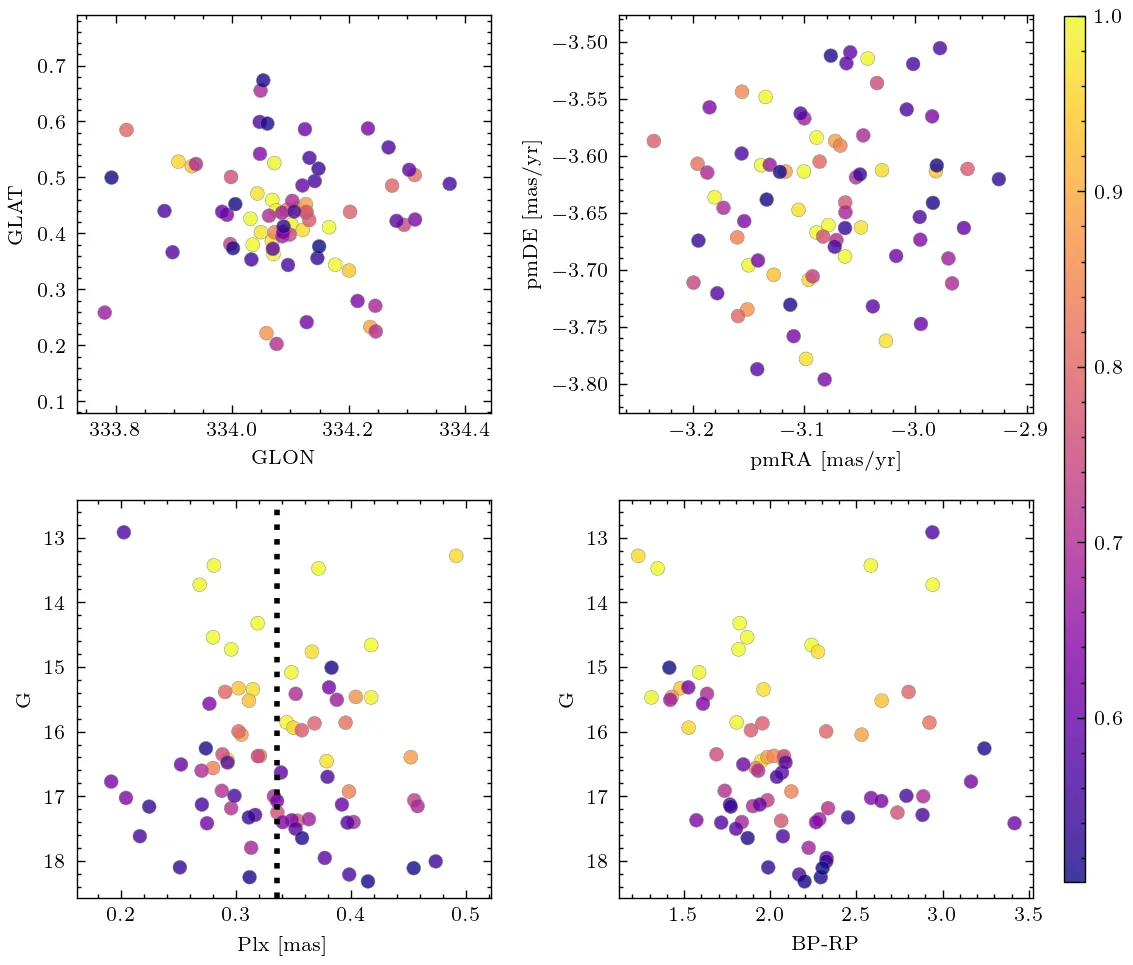 0.7
0.6
0.5
0.4
0.3
0.2
0.1
GLAT
333.8 334.0 334.2 334.4
GLON
−3.50
−3.55
−3.60
−3.65
−3.70
−3.75
−3.80
pmDE [mas/yr]
−3.2 −3.1 −3.0 −2.9
pmRA [mas/yr]
1.0
0.9
0.8
0.7
0.6
13
14
15
16
17
18
G
0.2 0.3 0.4 0.5
Plx [mas]
13
14
15
16
17
18
G
1.5 2.0 2.5 3.0 3.5
BP-RP